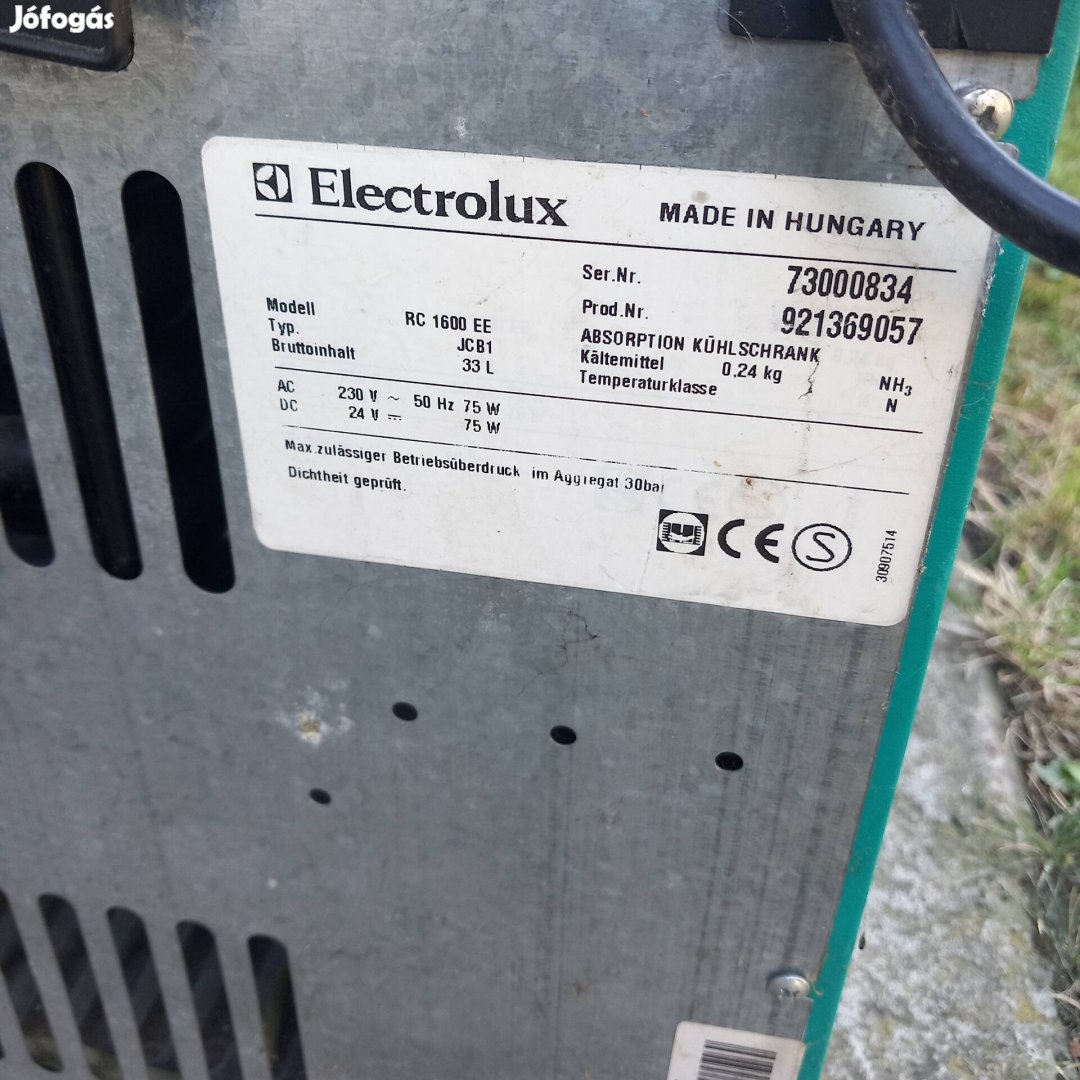 Jófogás
Electrolux MADE IN HUNGARY
Ser.Nr. 73000834
Prod.Nr. 921369057
Modell RC 1600 EE
Typ. JCB1
Bruttoinhalt 33 L
ABSORPTION KÜHLSCHRANK
Kältemittel 0,24 kg NH3
Temperaturklasse N
AC 230 V ~ 50 Hz 75 W
DC 24 V ⎓ 75 W
Max.zulässiger Betriebsüberdruck im Aggregat 30bar
Dichtheit geprüft.
CE S
30907514